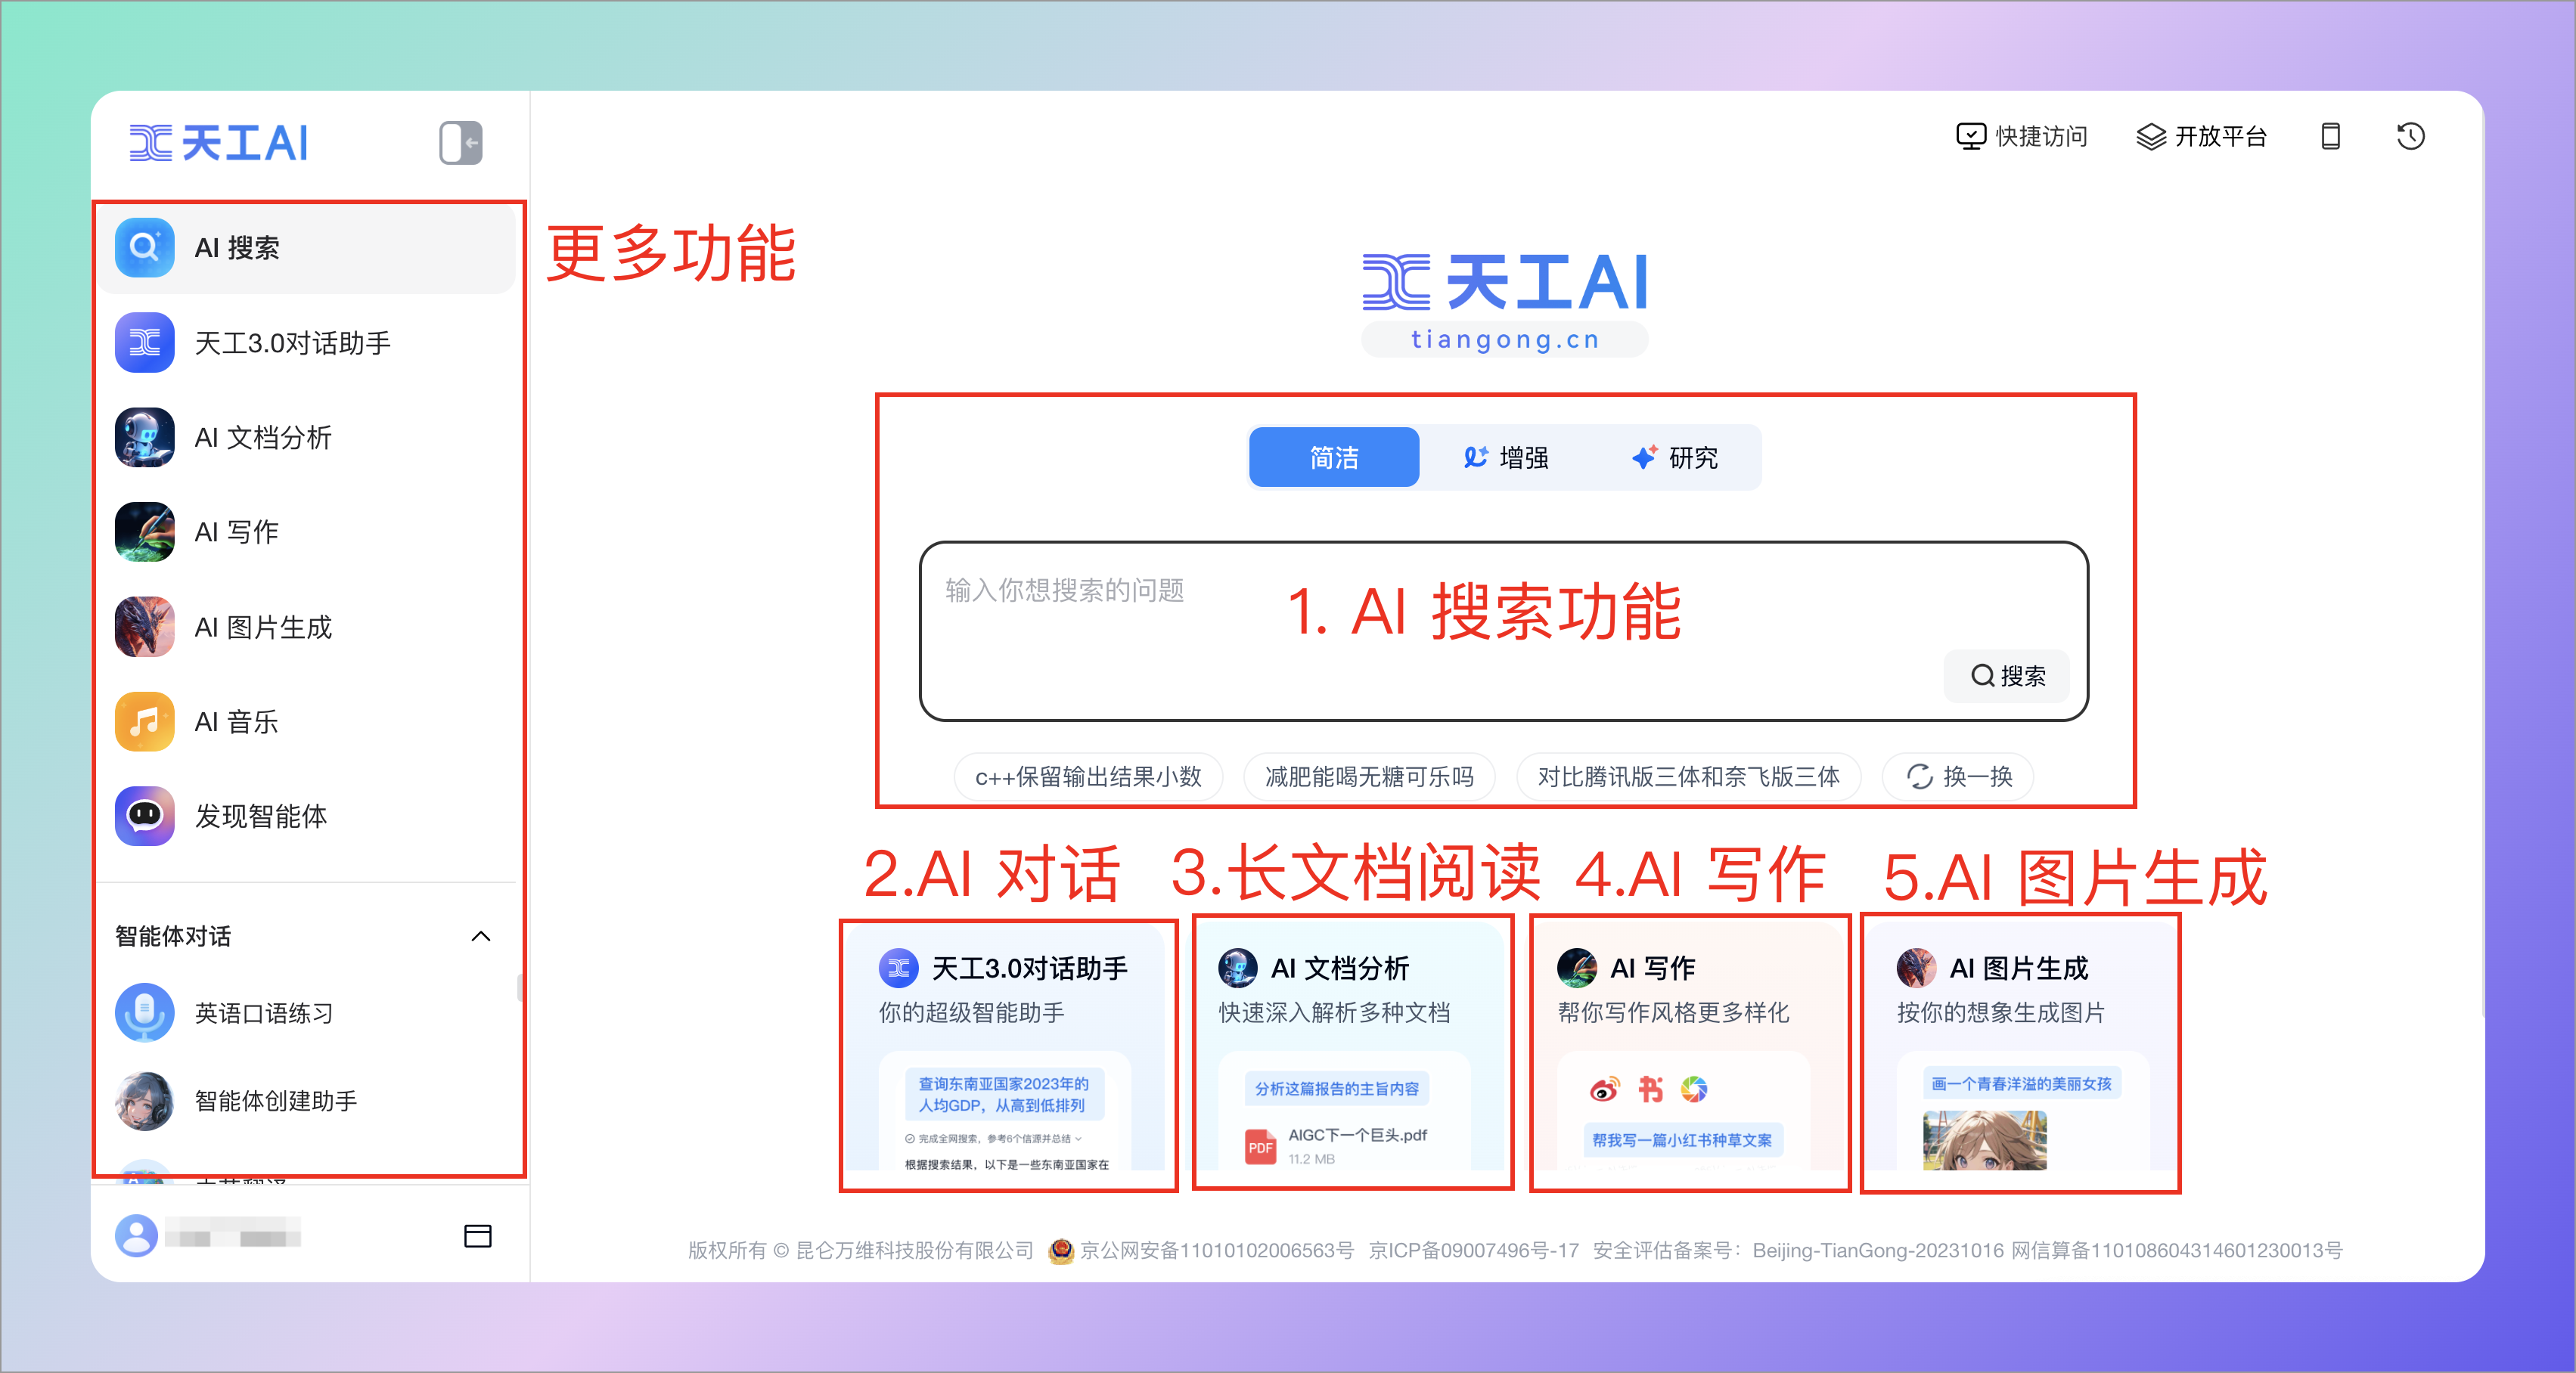 天工AI
快捷访问
开放平台
更多功能
AI 搜索
天工3.0对话助手
AI 文档分析
AI 写作
AI 图片生成
AI 音乐
发现智能体
智能体对话
英语口语练习
智能体创建助手
天工AI
tiangong.cn
简洁
增强
研究
输入你想搜索的问题
1. AI 搜索功能
搜索
c++保留输出结果小数
减肥能喝无糖可乐吗
对比腾讯版三体和奈飞版三体
换一换
2.AI 对话
3.长文档阅读
4.AI 写作
5.AI 图片生成
天工3.0对话助手
你的超级智能助手
查询东南亚国家2023年的
人均GDP，从高到低排列
完成全网搜索，参考6个信源并总结
根据搜索结果，以下是一些东南亚国家在
AI 文档分析
快速深入解析多种文档
分析这篇报告的主旨内容
PDF
AIGC下一个巨头.pdf
11.2 MB
AI 写作
帮你写作风格更多样化
帮我写一篇小红书种草文案
AI 图片生成
按你的想象生成图片
画一个青春洋溢的美丽女孩
版权所有 © 昆仑万维科技股份有限公司 京公网安备11010102006563号 京ICP备09007496号-17 安全评估备案号：Beijing-TianGong-20231016 网信算备110108604314601230013号